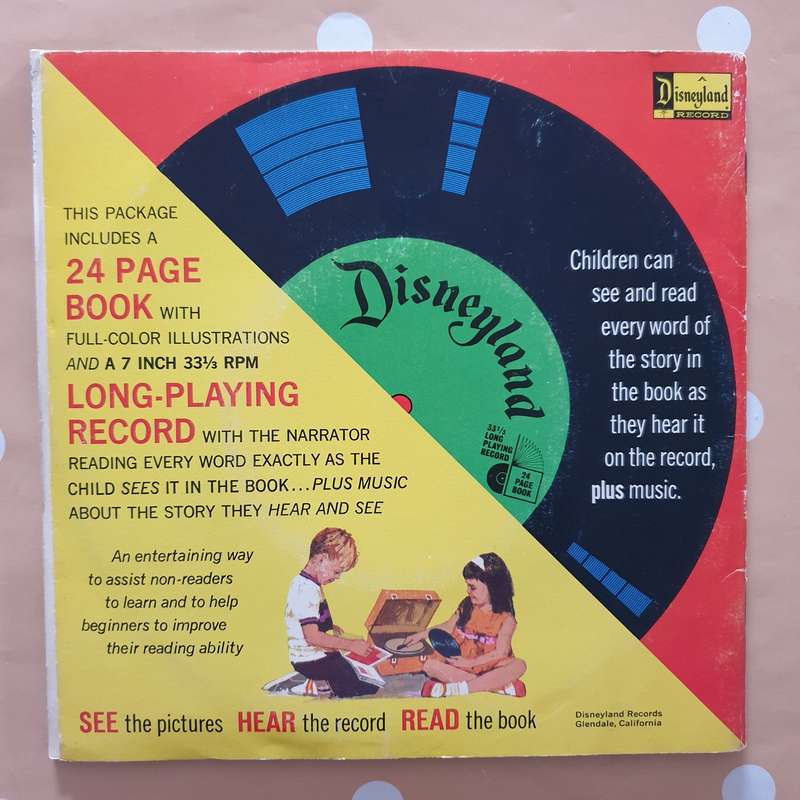 Disneyland
RECORD
THIS PACKAGE
INCLUDES A
24 PAGE
BOOK WITH
FULL-COLOR ILLUSTRATIONS
AND A 7 INCH 33⅓ RPM
LONG-PLAYING
RECORD WITH THE NARRATOR
READING EVERY WORD EXACTLY AS THE
CHILD SEES IT IN THE BOOK...PLUS MUSIC
ABOUT THE STORY THEY HEAR AND SEE
Disneyland
33 1/3
LONG
PLAYING
RECORD
24
PAGE
BOOK
Children can
see and read
every word of
the story in
the book as
they hear it
on the record,
plus music.
An entertaining way
to assist non-readers
to learn and to help
beginners to improve
their reading ability
SEE the pictures HEAR the record READ the book
Disneyland Records
Glendale, California